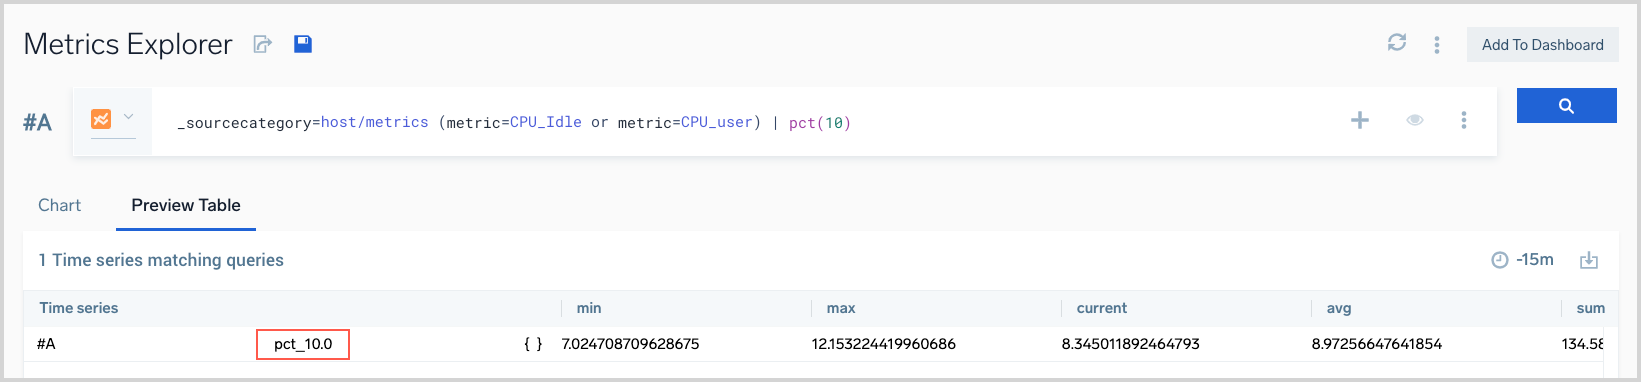 Metrics Explorer
Add To Dashboard
#A
_sourcecategory=host/metrics (metric=CPU_Idle or metric=CPU_user) | pct(10)
Chart Preview Table
1 Time series matching queries
-15m
Time series min max current avg sum
#A pct_10.0 { } 7.024708709628675 12.153224419960686 8.345011892464793 8.97256647641854 134.58